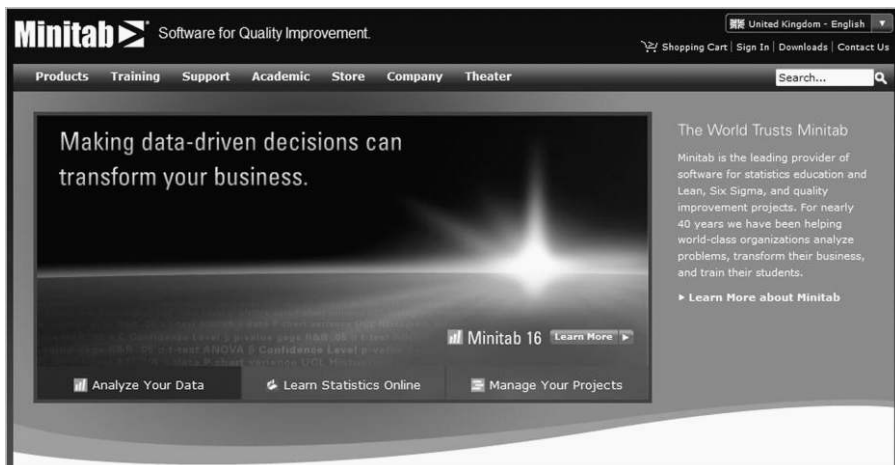 Minitab
Software for Quality Improvement.
United Kingdom - English
Shopping Cart | Sign In | Downloads | Contact Us
Products Training Support Academic Store Company Theater
Search...
Making data-driven decisions can
transform your business.
Minitab 16 Learn More
Analyze Your Data
Learn Statistics Online
Manage Your Projects
The World Trusts Minitab
Minitab is the leading provider of
software for statistics education and
Lean, Six Sigma, and quality
improvement projects. For nearly
40 years we have been helping
world-class organizations analyze
problems, transform their business,
and train their students.
Learn More about Minitab